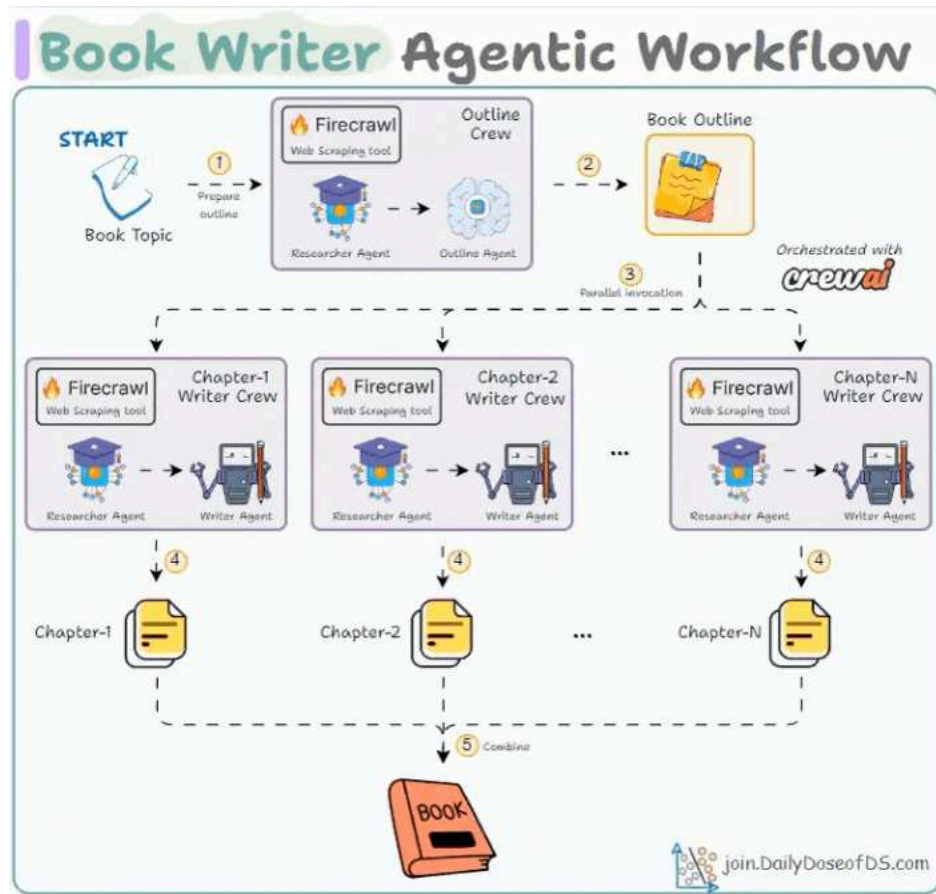 Book Writer Agentic Workflow
START
Book Topic
1
Prepare
outline
Firecrawl
Web Scraping tool
Outline
Crew
Researcher Agent
Outline Agent
2
Book Outline
3
Parallel invocation
Orchestrated with
crewai
Firecrawl
Web Scraping tool
Chapter-1
Writer Crew
Researcher Agent
Writer Agent
Firecrawl
Web Scraping tool
Chapter-2
Writer Crew
Researcher Agent
Writer Agent
...
Firecrawl
Web Scraping tool
Chapter-N
Writer Crew
Researcher Agent
Writer Agent
4
4
4
Chapter-1
Chapter-2
...
Chapter-N
5 Combine
BOOK
join.DailyDoseofDS.com